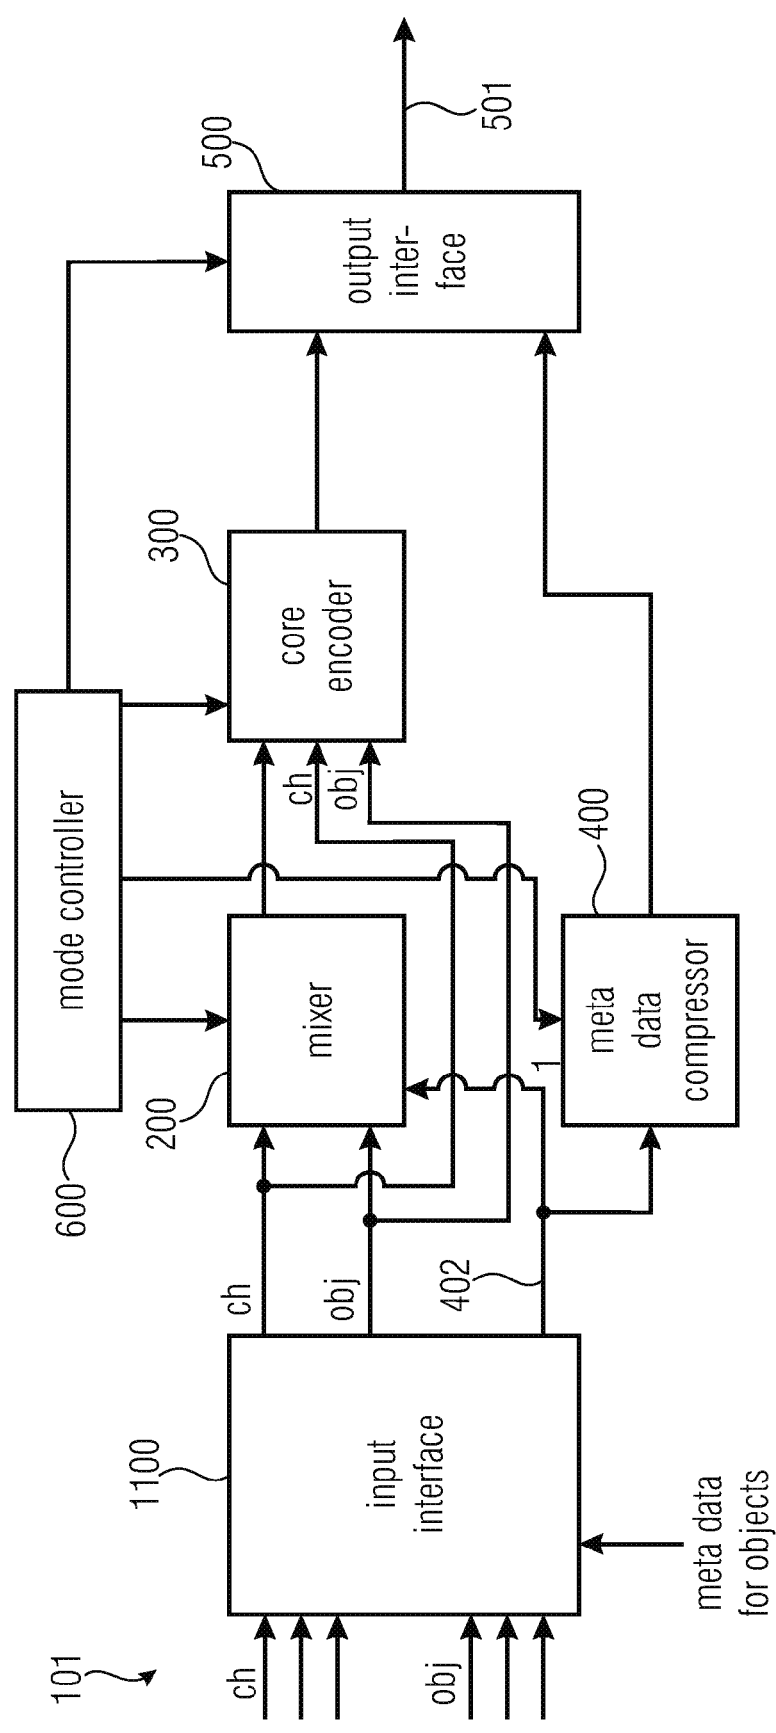 101
ch
obj
1100
input
interface
meta data
for objects
ch
obj
402
600
mode controller
200
mixer
1
400
meta
data
compressor
ch
obj
300
core
encoder
500
output
inter-
face
501